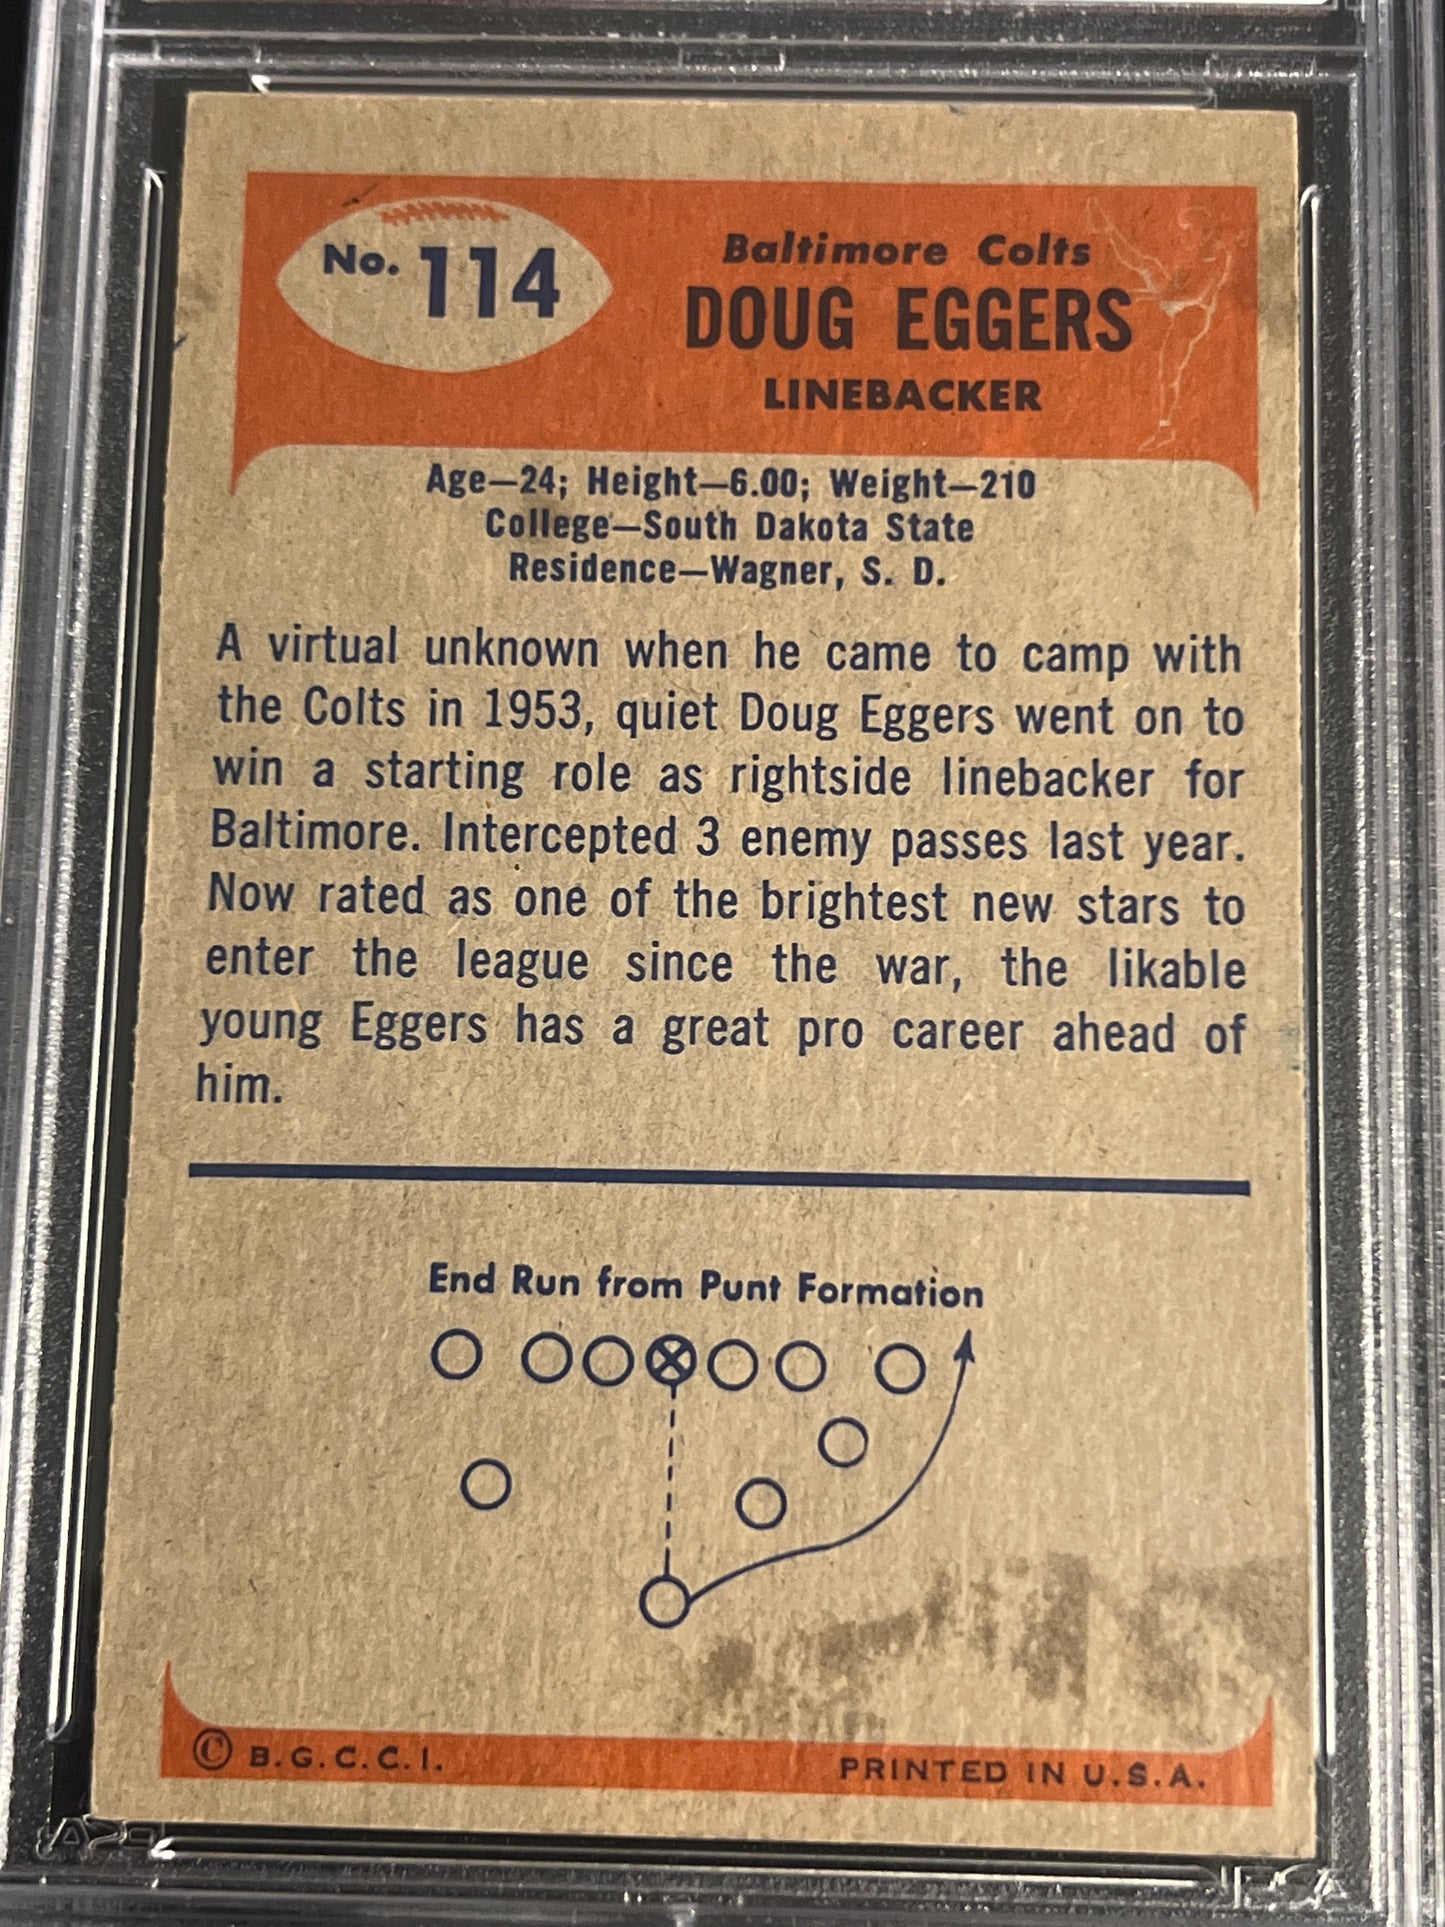 No. 114
Baltimore Colts
DOUG EGGERS
LINEBACKER
Age—24; Height—6.00; Weight—210
College—South Dakota State
Residence—Wagner, S. D.
A virtual unknown when he came to camp with
the Colts in 1953, quiet Doug Eggers went on to
win a starting role as rightside linebacker for
Baltimore. Intercepted 3 enemy passes last year.
Now rated as one of the brightest new stars to
enter the league since the war, the likable
young Eggers has a great pro career ahead of
him.
End Run from Punt Formation
© B.G.C.C.I.
PRINTED IN U.S.A.
PSA